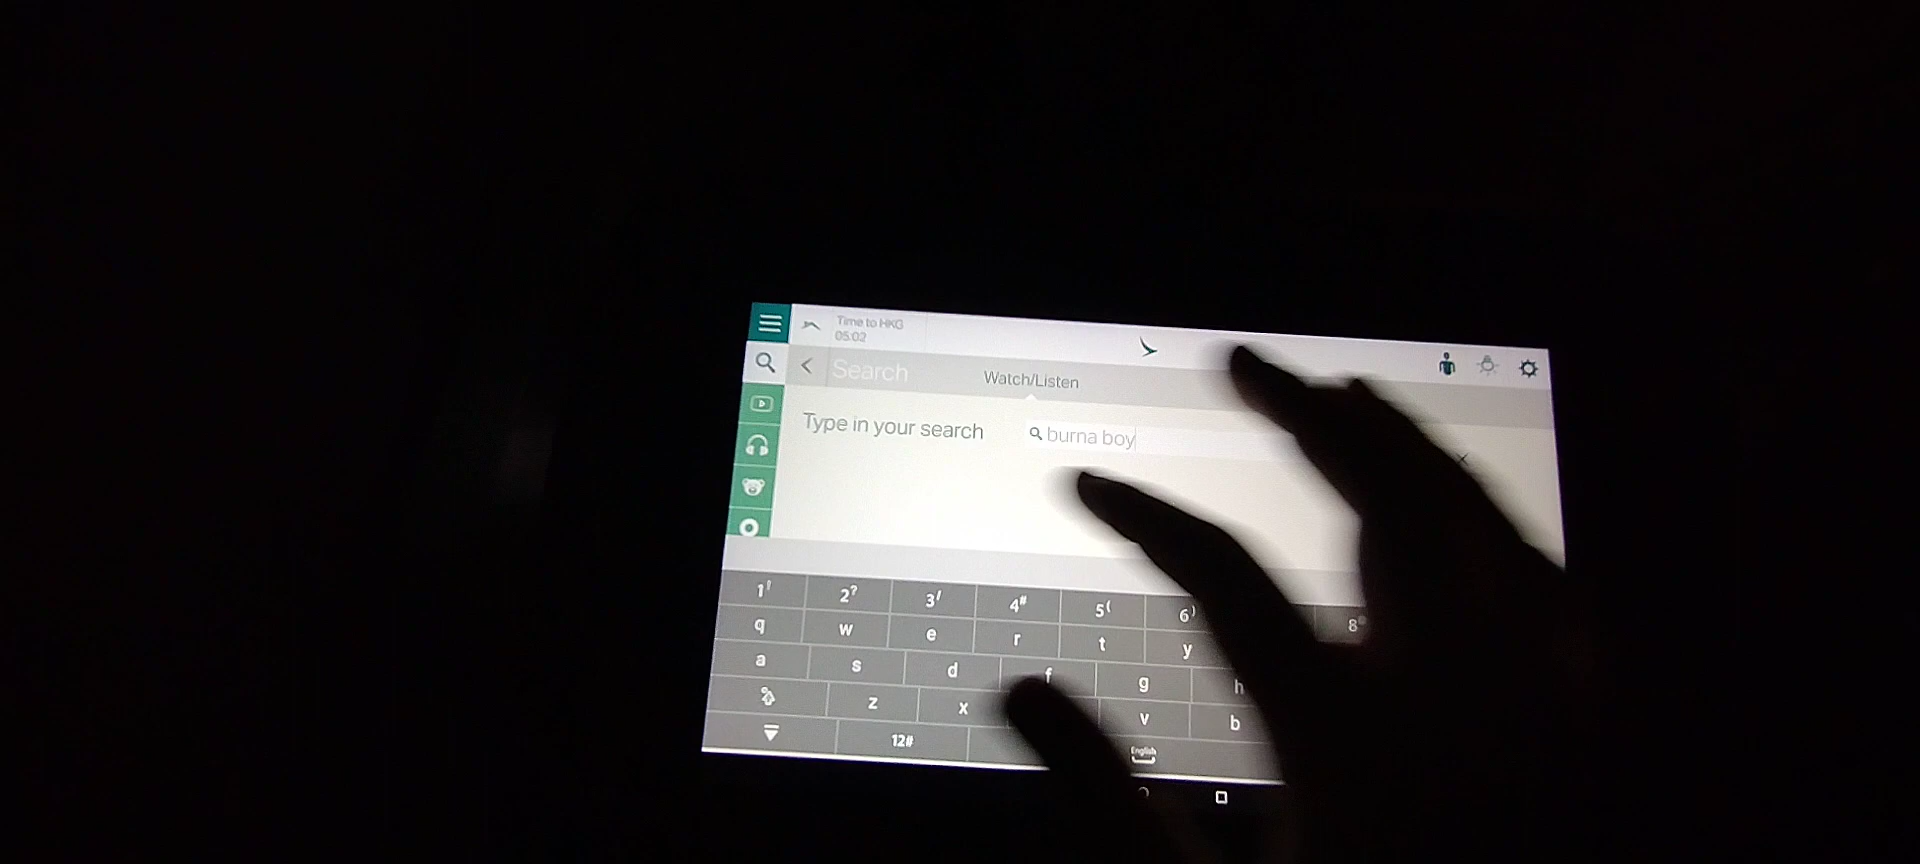 Time to HKG
05:02
Search
Watch/Listen
Type in your search
burna boy
1! 2? 3/ 4# 5( 6) 8
q w e r t y
a s d f g h
z x v b
12# English